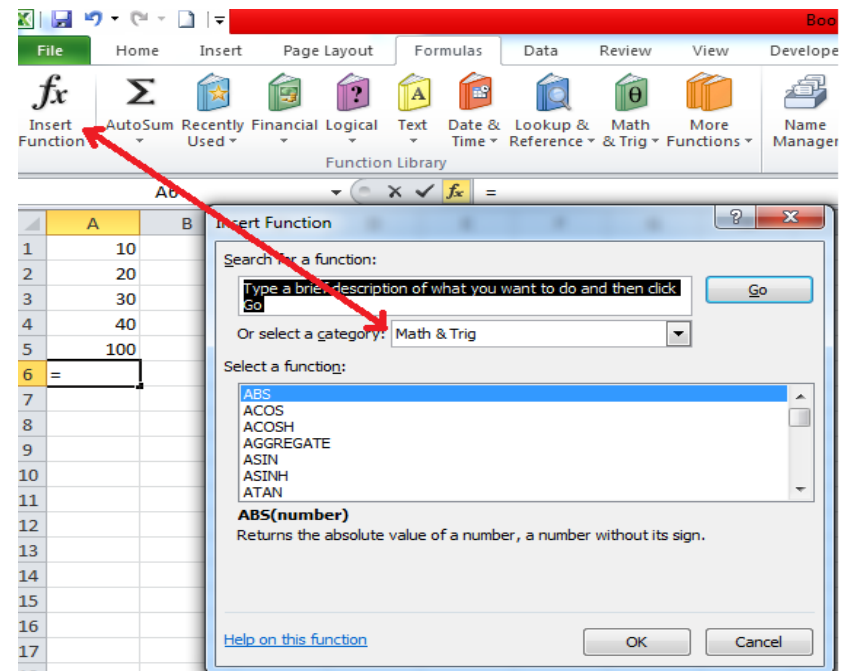 Boo
File Home Insert Page Layout Formulas Data Review View Develope
fx Σ ? A θ
Insert AutoSum Recently Financial Logical Text Date & Lookup & Math More Name
Function Used Time Reference & Trig Functions Manager
Function Library
fx =
A B
Insert Function
Search for a function:
Type a brief description of what you want to do and then click
Go
Go
Or select a category: Math & Trig
Select a function:
ABS
ACOS
ACOSH
AGGREGATE
ASIN
ASINH
ATAN
ABS(number)
Returns the absolute value of a number, a number without its sign.
Help on this function
OK Cancel
1 10
2 20
3 30
4 40
5 100
6 =
7
8
9
10
11
12
13
14
15
16
17